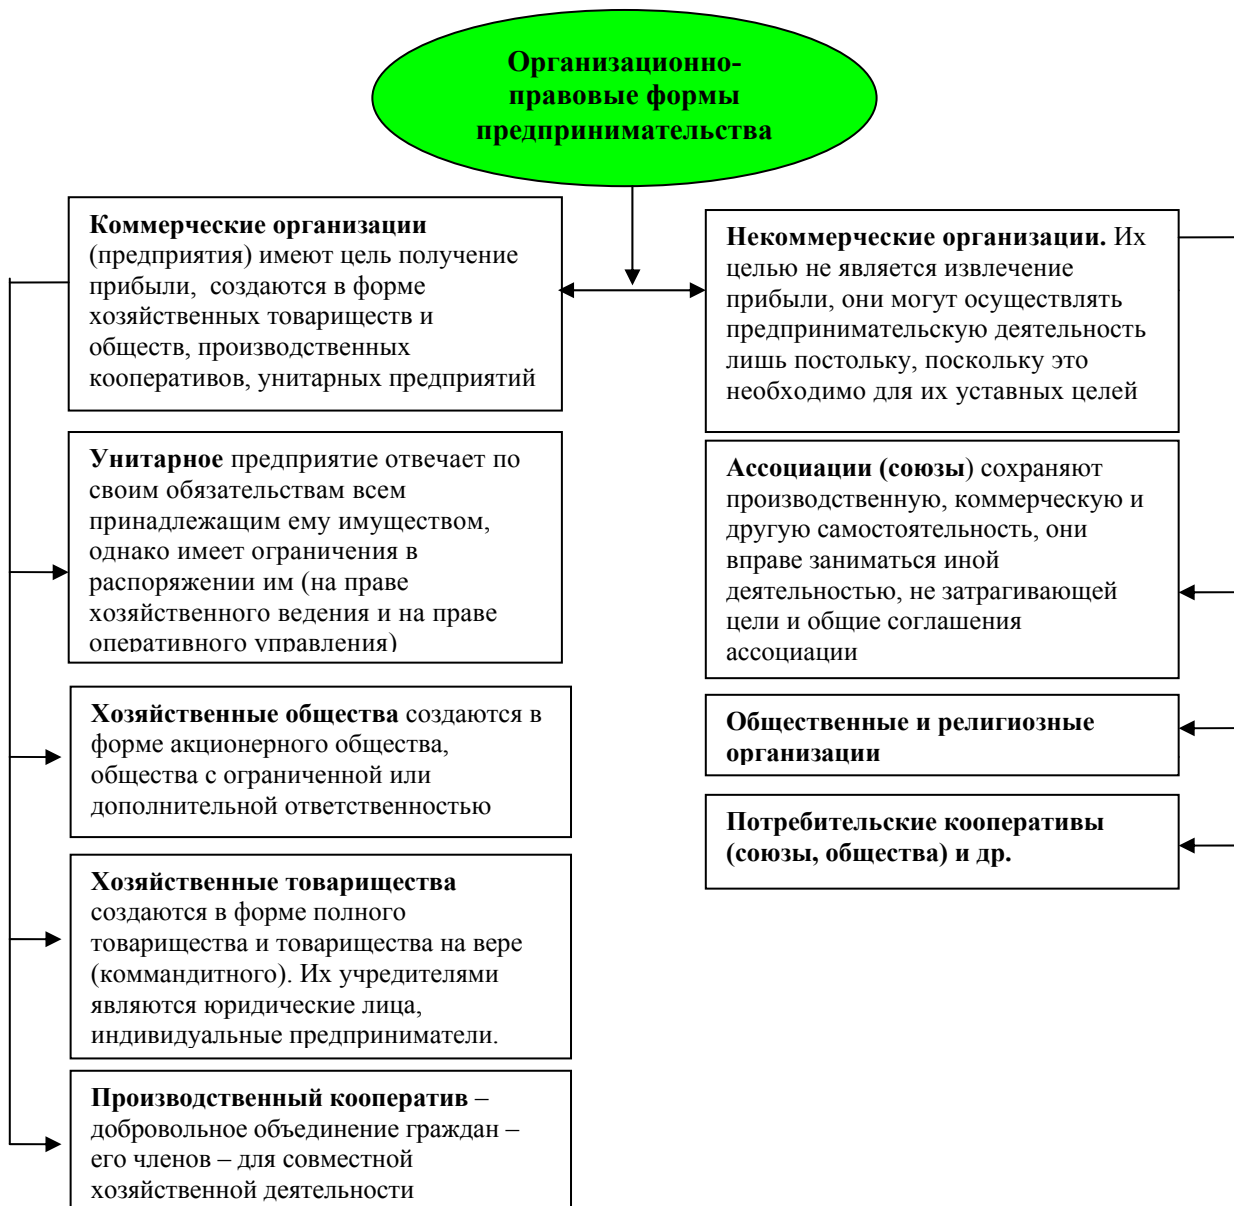 Организационно-
правовые формы
предпринимательства
Коммерческие организации
(предприятия) имеют цель получение
прибыли, создаются в форме
хозяйственных товариществ и
обществ, производственных
кооперативов, унитарных предприятий
Унитарное предприятие отвечает по
своим обязательствам всем
принадлежащим ему имуществом,
однако имеет ограничения в
распоряжении им (на праве
хозяйственного ведения и на праве
оперативного управления)
Хозяйственные общества создаются в
форме акционерного общества,
общества с ограниченной или
дополнительной ответственностью
Хозяйственные товарищества
создаются в форме полного
товарищества и товарищества на вере
(коммандитного). Их учредителями
являются юридические лица,
индивидуальные предприниматели.
Производственный кооператив –
добровольное объединение граждан –
его членов – для совместной
хозяйственной деятельности
Некоммерческие организации. Их
целью не является извлечение
прибыли, они могут осуществлять
предпринимательскую деятельность
лишь постольку, поскольку это
необходимо для их уставных целей
Ассоциации (союзы) сохраняют
производственную, коммерческую и
другую самостоятельность, они
вправе заниматься иной
деятельностью, не затрагивающей
цели и общие соглашения
ассоциации
Общественные и религиозные
организации
Потребительские кооперативы
(союзы, общества) и др.